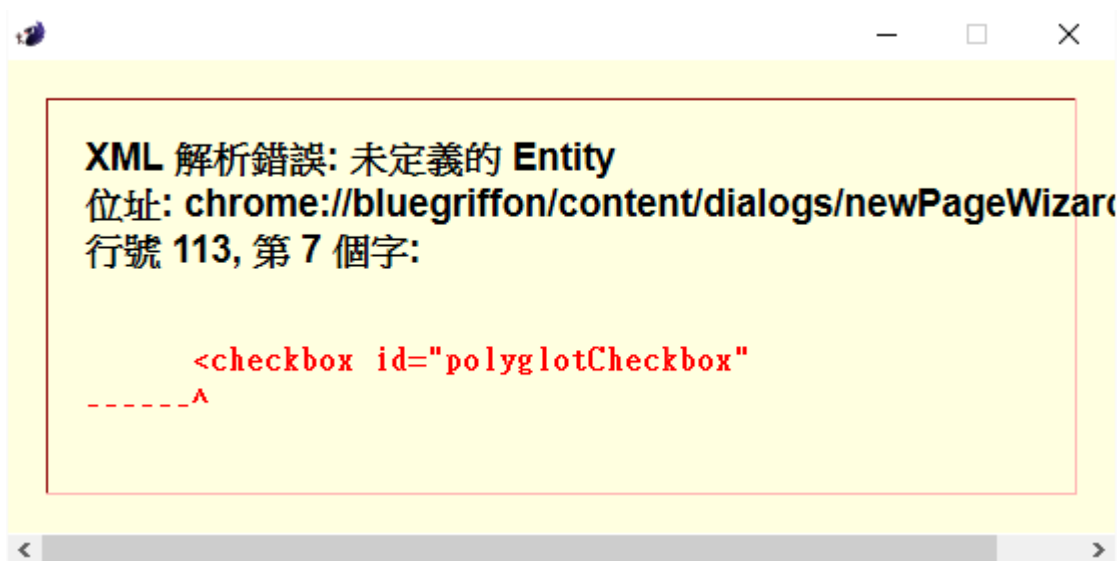 XML 解析錯誤: 未定義的 Entity
位址: chrome://bluegriffon/content/dialogs/newPageWizard
行號 113, 第 7 個字:
<checkbox id="polyglotCheckbox"
------^